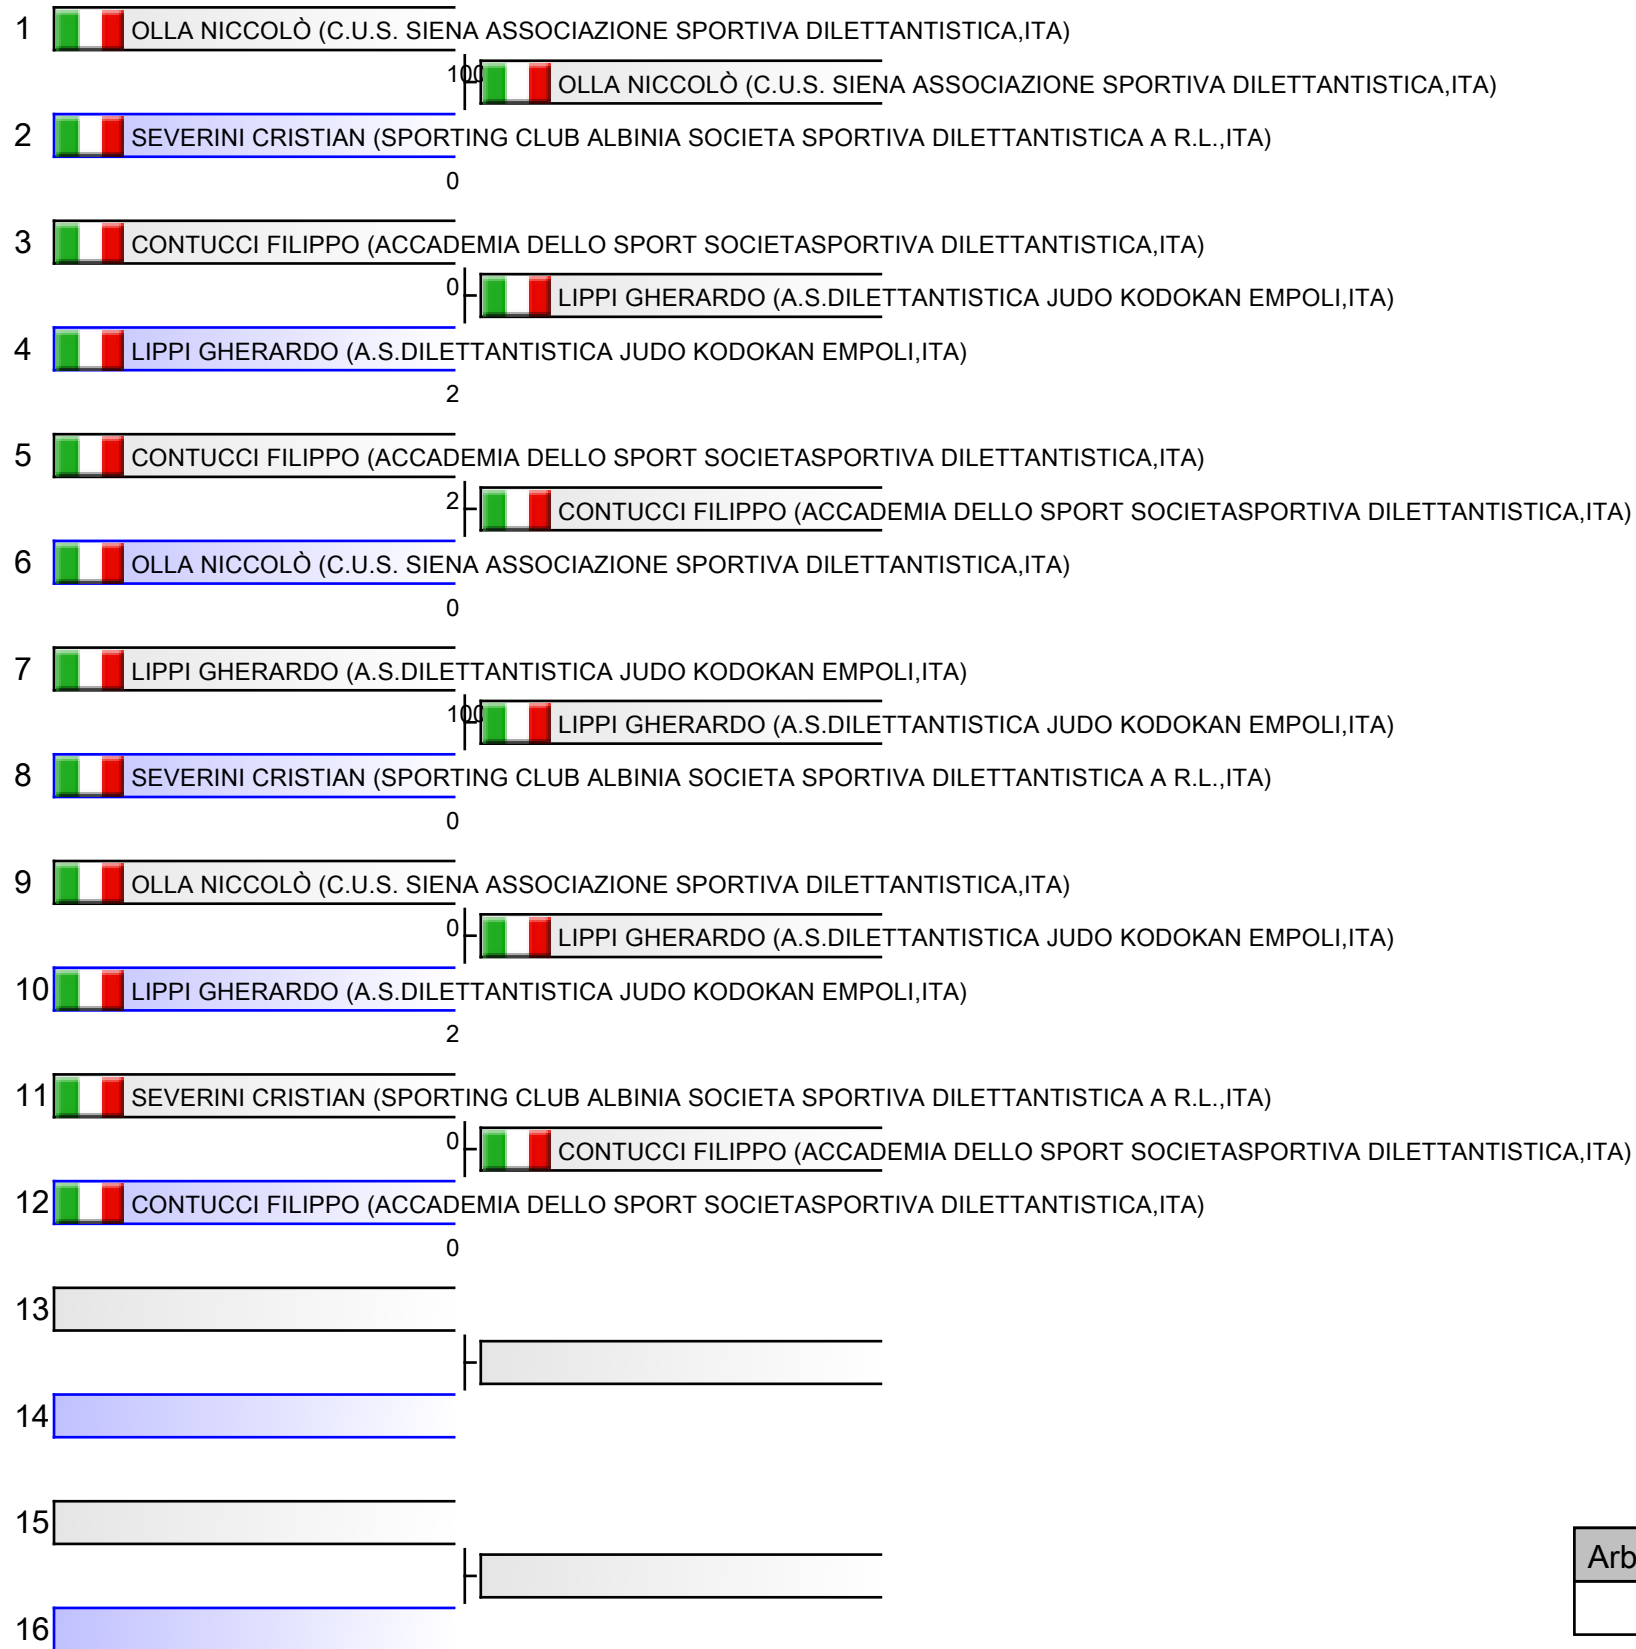 1 OLLA NICCOLÒ (C.U.S. SIENA ASSOCIAZIONE SPORTIVA DILETTANTISTICA,ITA)
100 OLLA NICCOLÒ (C.U.S. SIENA ASSOCIAZIONE SPORTIVA DILETTANTISTICA,ITA)
2 SEVERINI CRISTIAN (SPORTING CLUB ALBINIA SOCIETA SPORTIVA DILETTANTISTICA A R.L.,ITA)
0
3 CONTUCCI FILIPPO (ACCADEMIA DELLO SPORT SOCIETASPORTIVA DILETTANTISTICA,ITA)
0 LIPPI GHERARDO (A.S.DILETTANTISTICA JUDO KODOKAN EMPOLI,ITA)
4 LIPPI GHERARDO (A.S.DILETTANTISTICA JUDO KODOKAN EMPOLI,ITA)
2
5 CONTUCCI FILIPPO (ACCADEMIA DELLO SPORT SOCIETASPORTIVA DILETTANTISTICA,ITA)
2 CONTUCCI FILIPPO (ACCADEMIA DELLO SPORT SOCIETASPORTIVA DILETTANTISTICA,ITA)
6 OLLA NICCOLÒ (C.U.S. SIENA ASSOCIAZIONE SPORTIVA DILETTANTISTICA,ITA)
0
7 LIPPI GHERARDO (A.S.DILETTANTISTICA JUDO KODOKAN EMPOLI,ITA)
100 LIPPI GHERARDO (A.S.DILETTANTISTICA JUDO KODOKAN EMPOLI,ITA)
8 SEVERINI CRISTIAN (SPORTING CLUB ALBINIA SOCIETA SPORTIVA DILETTANTISTICA A R.L.,ITA)
0
9 OLLA NICCOLÒ (C.U.S. SIENA ASSOCIAZIONE SPORTIVA DILETTANTISTICA,ITA)
0 LIPPI GHERARDO (A.S.DILETTANTISTICA JUDO KODOKAN EMPOLI,ITA)
10 LIPPI GHERARDO (A.S.DILETTANTISTICA JUDO KODOKAN EMPOLI,ITA)
2
11 SEVERINI CRISTIAN (SPORTING CLUB ALBINIA SOCIETA SPORTIVA DILETTANTISTICA A R.L.,ITA)
0 CONTUCCI FILIPPO (ACCADEMIA DELLO SPORT SOCIETASPORTIVA DILETTANTISTICA,ITA)
12 CONTUCCI FILIPPO (ACCADEMIA DELLO SPORT SOCIETASPORTIVA DILETTANTISTICA,ITA)
0
13
14
15
Arb
16